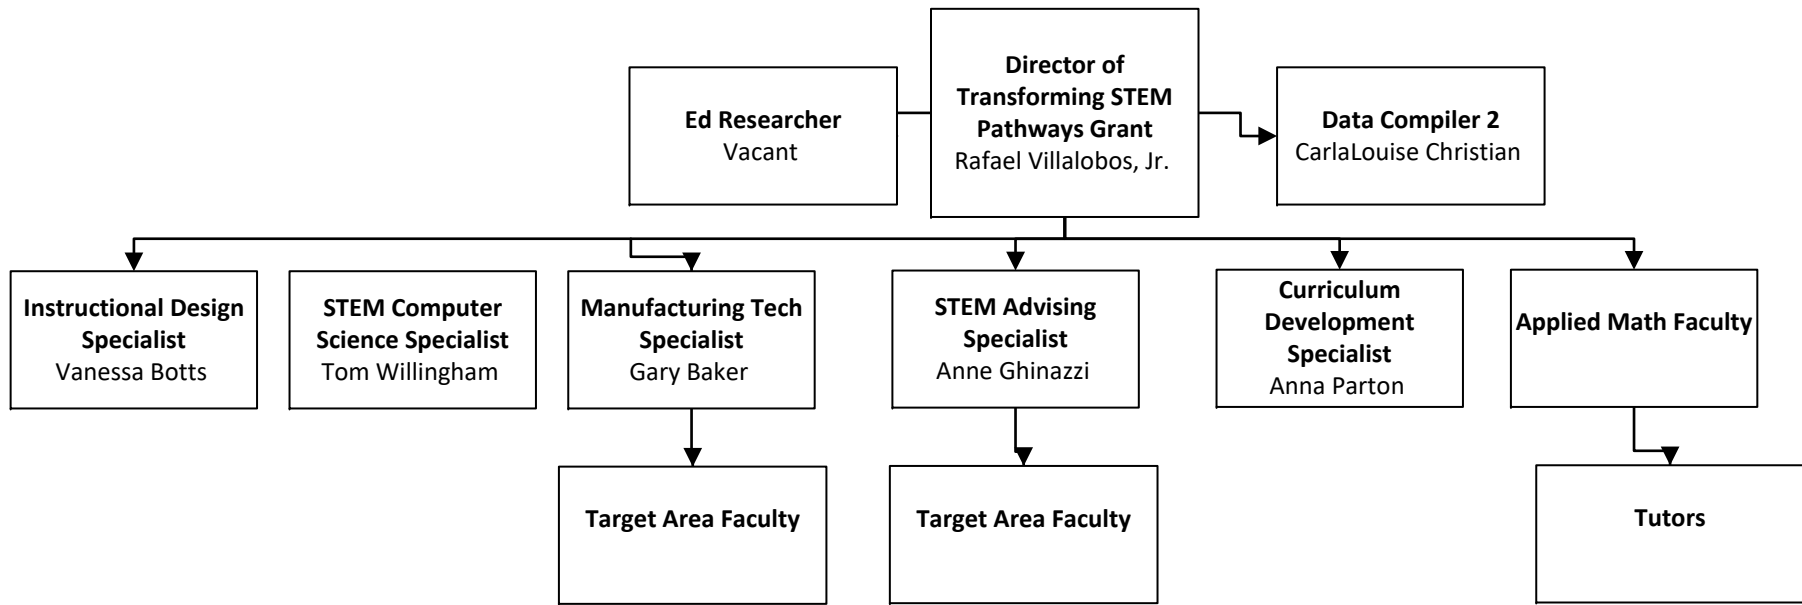 Director of
Transforming STEM
Pathways Grant
Rafael Villalobos, Jr.
Ed Researcher
Vacant
Data Compiler 2
CarlaLouise Christian
Instructional Design
Specialist
Vanessa Botts
STEM Computer
Science Specialist
Tom Willingham
Manufacturing Tech
Specialist
Gary Baker
STEM Advising
Specialist
Anne Ghinazzi
Curriculum
Development
Specialist
Anna Parton
Applied Math Faculty
Target Area Faculty
Target Area Faculty
Tutors